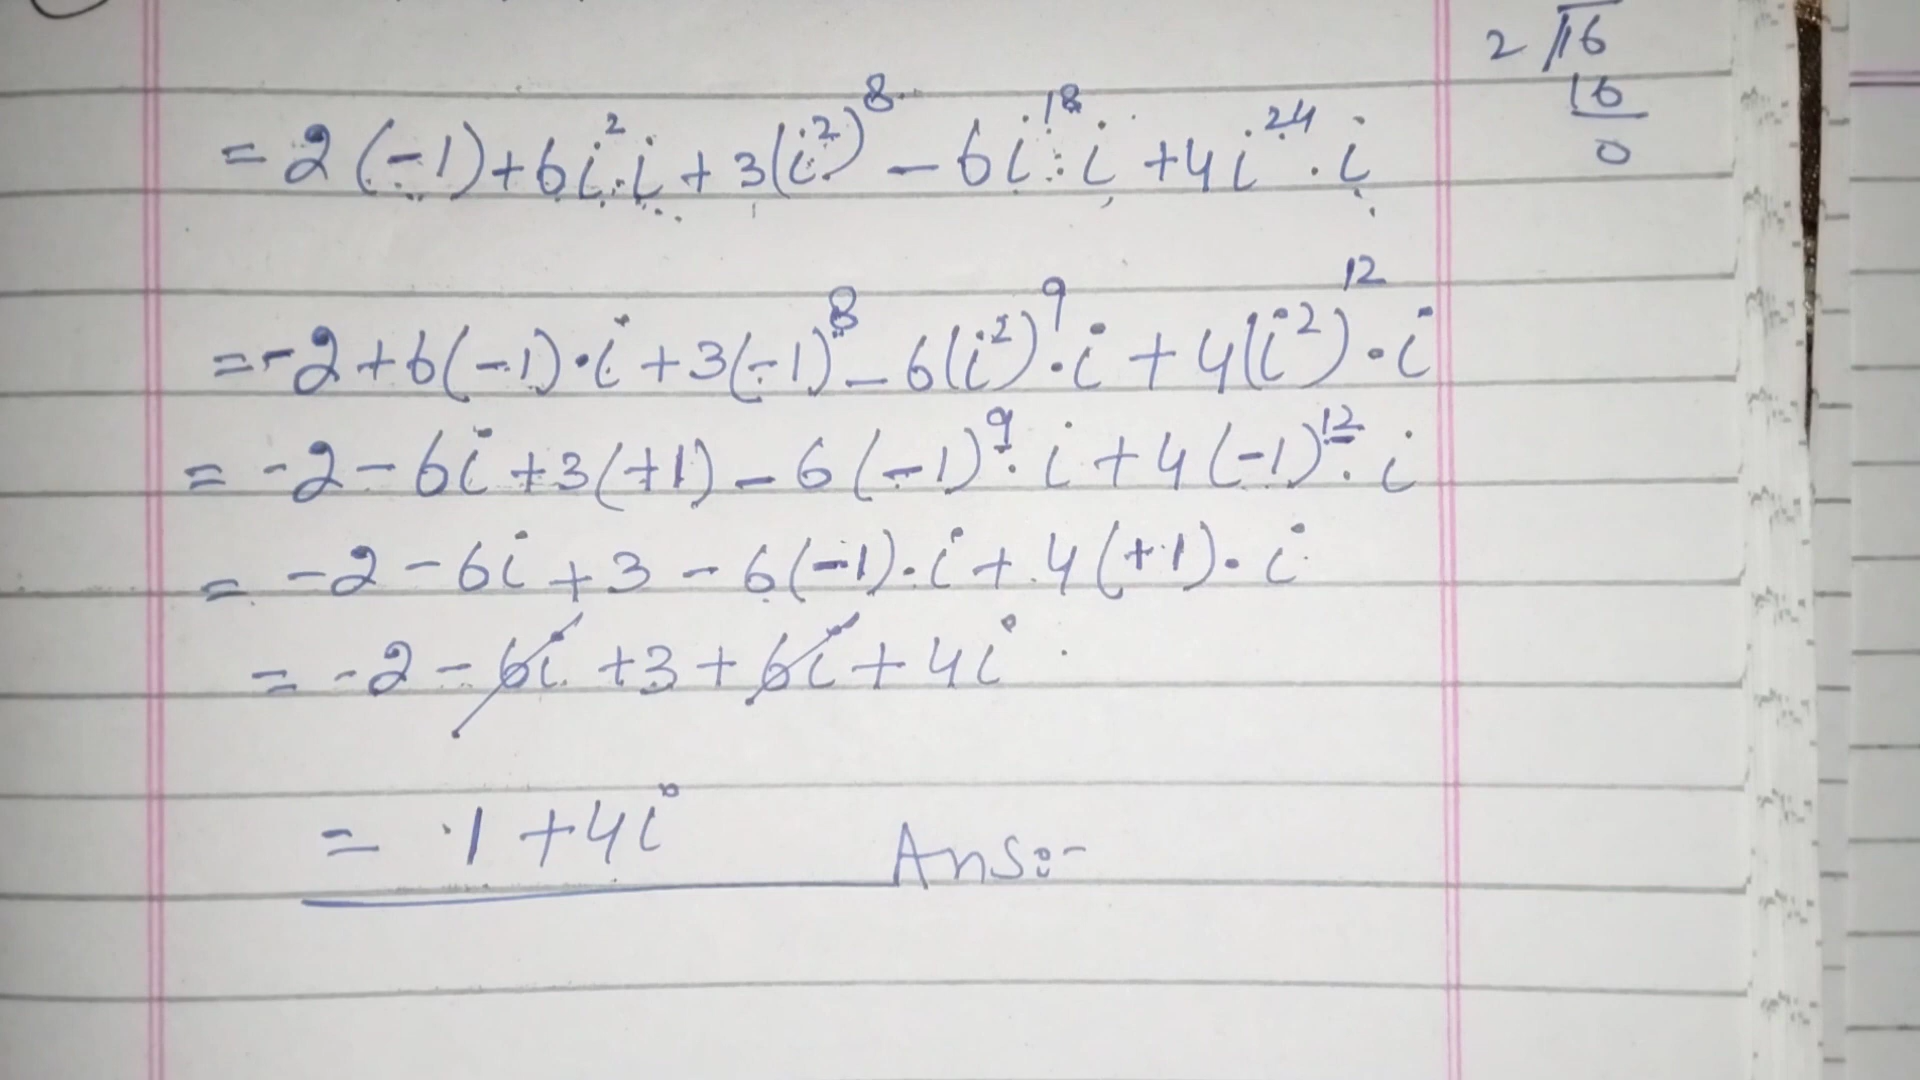 2 √16
16
0
= 2(-1)+6i²·i+3(i²)⁸-6i¹⁸·i+4i²⁴·i
=-2+6(-1)·i+3(-1)⁸-6(i²)⁹·i+4(i²)¹²·i
= -2-6i+3(+1)-6(-1)⁹·i+4(-1)¹²·i
= -2-6i+3-6(-1)·i+4(+1)·i
= -2-6i+3+6i+4i
= 1+4i Ans:-